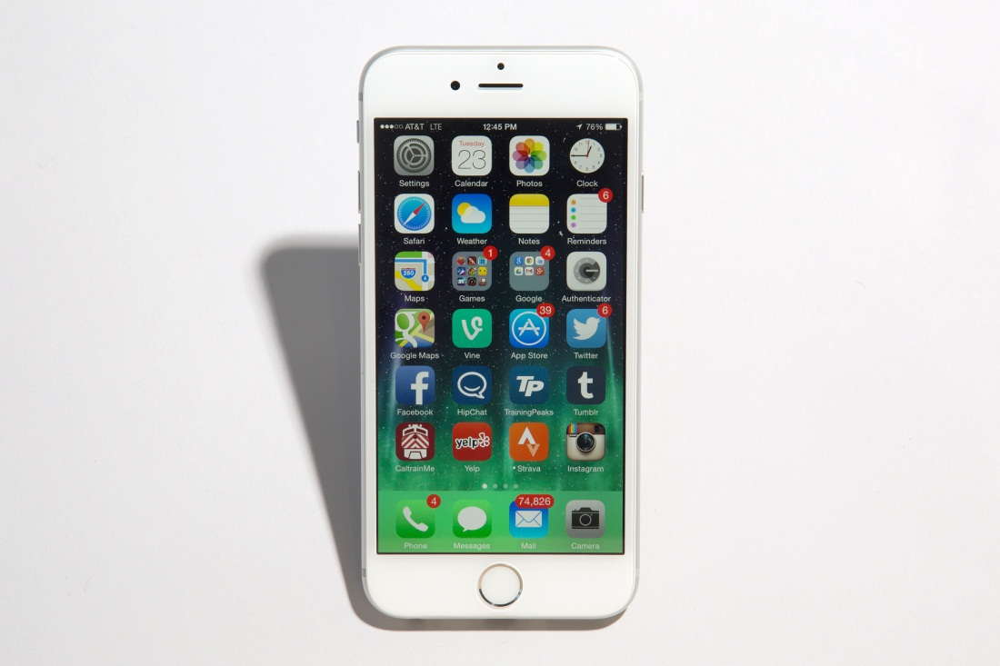 AT&T LTE 12:45 PM 76%
Tuesday
23
Settings Calendar Photos Clock
6
Safari Weather Notes Reminders
280
1 4
Maps Games Google Authenticator
39 6
Google Maps Vine App Store Twitter
TP
Facebook HipChat TrainingPeaks Tumblr
yelp
CaltrainMe Yelp Strava Instagram
4 74,826
Phone Messages Mail Camera